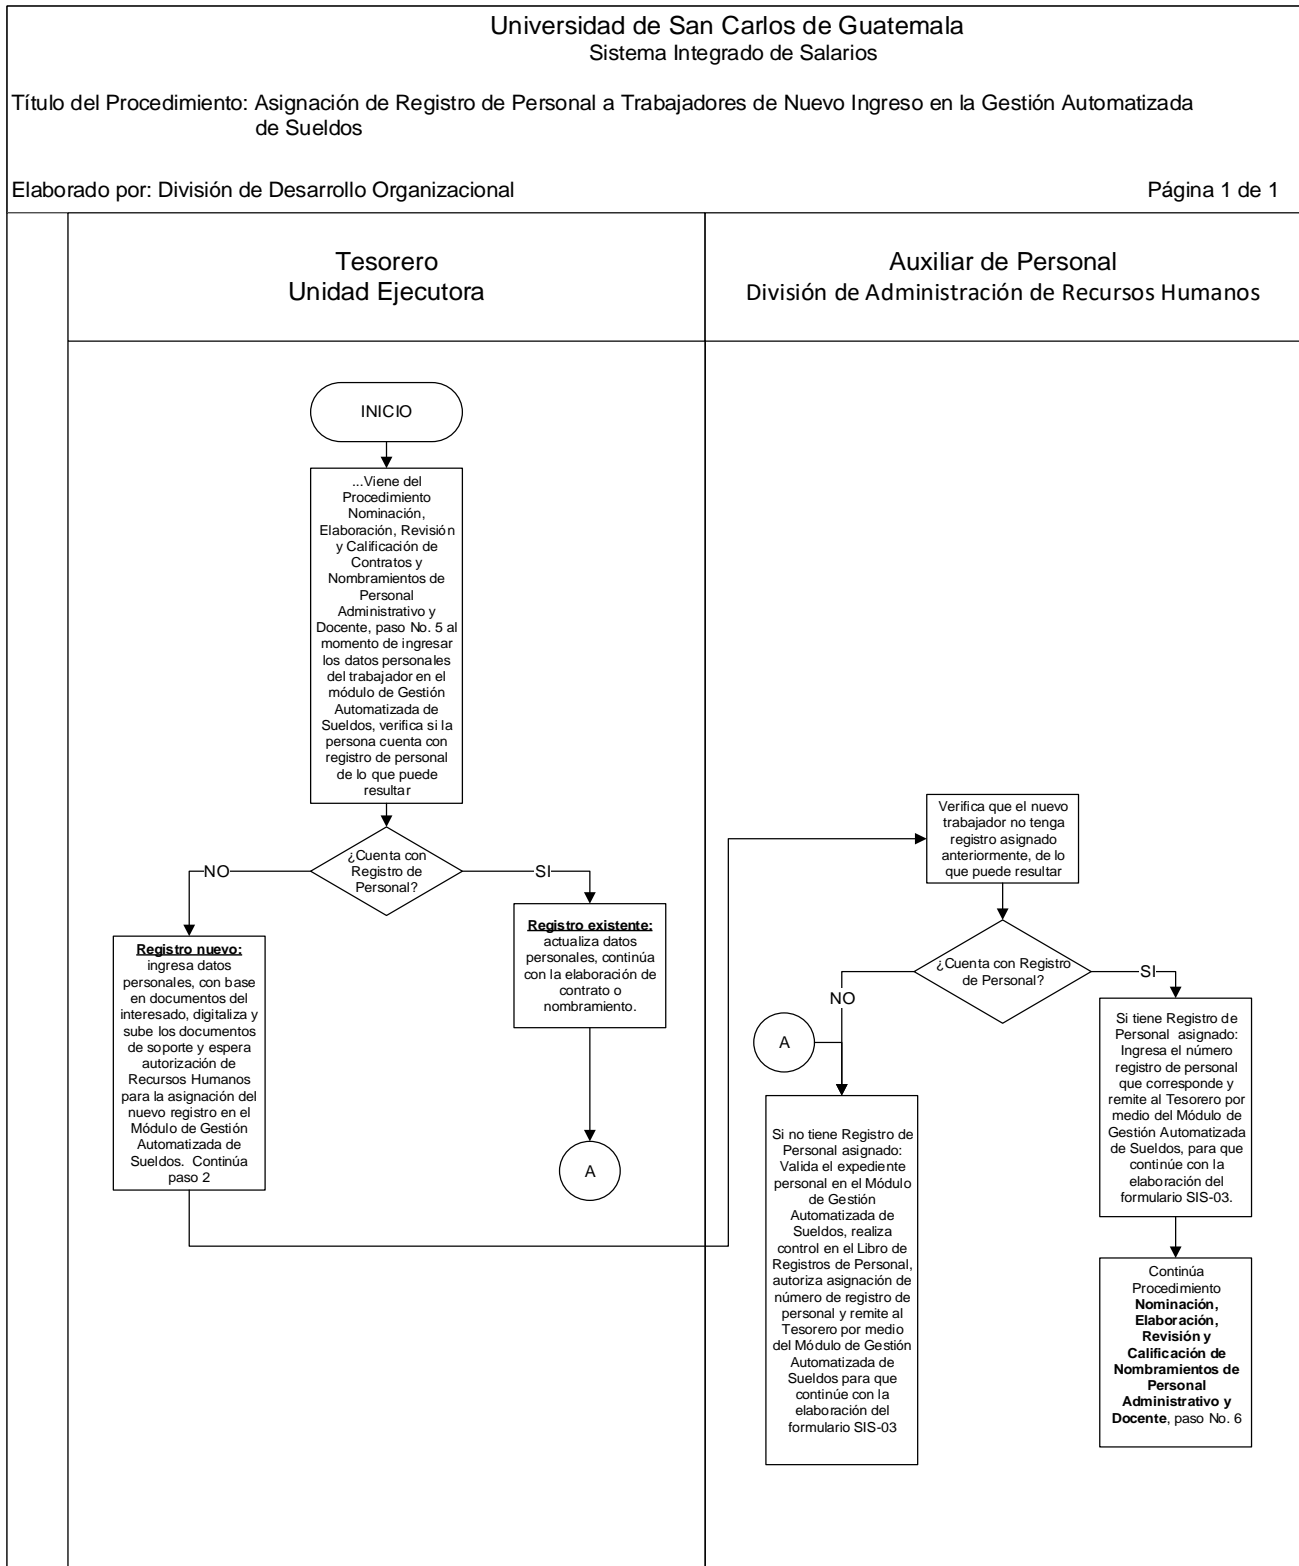 Universidad de San Carlos de Guatemala
Sistema Integrado de Salarios
Título del Procedimiento: Asignación de Registro de Personal a Trabajadores de Nuevo Ingreso en la Gestión Automatizada
de Sueldos
Elaborado por: División de Desarrollo Organizacional
Página 1 de 1
Tesorero
Unidad Ejecutora
Auxiliar de Personal
División de Administración de Recursos Humanos
INICIO
...Viene del
Procedimiento
Nominación,
Elaboración, Revisión
y Calificación de
Contratos y
Nombramientos de
Personal
Administrativo y
Docente, paso No. 5 al
momento de ingresar
los datos personales
del trabajador en el
módulo de Gestión
Automatizada de
Sueldos, verifica si la
persona cuenta con
registro de personal
de lo que puede
resultar
¿Cuenta con
Registro de
Personal?
NO
SI
Registro nuevo:
ingresa datos
personales, con base
en documentos del
interesado, digitaliza y
sube los documentos
de soporte y espera
autorización de
Recursos Humanos
para la asignación del
nuevo registro en el
Módulo de Gestión
Automatizada de
Sueldos. Continúa
paso 2
Registro existente:
actualiza datos
personales, continúa
con la elaboración de
contrato o
nombramiento.
A
Verifica que el nuevo
trabajador no tenga
registro asignado
anteriormente, de lo
que puede resultar
¿Cuenta con Registro
de Personal?
NO
SI
A
Si no tiene Registro de
Personal asignado:
Valida el expediente
personal en el Módulo
de Gestión
Automatizada de
Sueldos, realiza
control en el Libro de
Registros de Personal,
autoriza asignación de
número de registro de
personal y remite al
Tesorero por medio
del Módulo de Gestión
Automatizada de
Sueldos para que
continúe con la
elaboración del
formulario SIS-03
Si tiene Registro de
Personal asignado:
Ingresa el número
registro de personal
que corresponde y
remite al Tesorero por
medio del Módulo de
Gestión Automatizada
de Sueldos, para que
continúe con la
elaboración del
formulario SIS-03.
Continúa
Procedimiento
Nominación,
Elaboración,
Revisión y
Calificación de
Nombramientos de
Personal
Administrativo y
Docente, paso No. 6